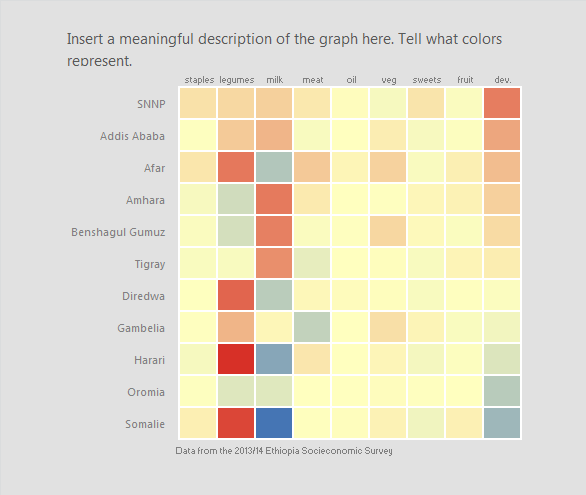 Insert a meaningful description of the graph here. Tell what colors
represent.
staples legumes milk meat oil veg sweets fruit dev.
SNNP
Addis Ababa
Afar
Amhara
Benshagul Gumuz
Tigray
Diredwa
Gambelia
Harari
Oromia
Somalie
Data from the 2013/14 Ethiopia Socieconomic Survey